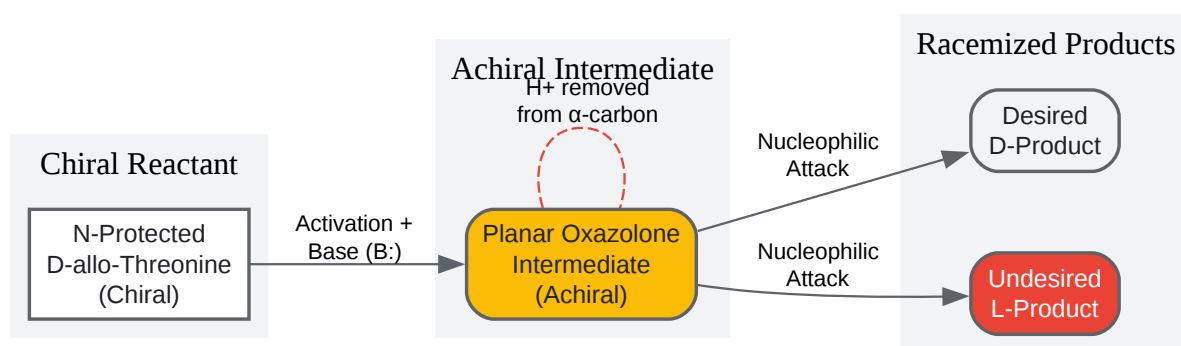 Chiral Reactant
N-Protected
D-allo-Threonine
(Chiral)
Activation +
Base (B:)
Achiral Intermediate
H+ removed
from α-carbon
Planar Oxazolone
Intermediate
(Achiral)
Nucleophilic
Attack
Nucleophilic
Attack
Racemized Products
Desired
D-Product
Undesired
L-Product